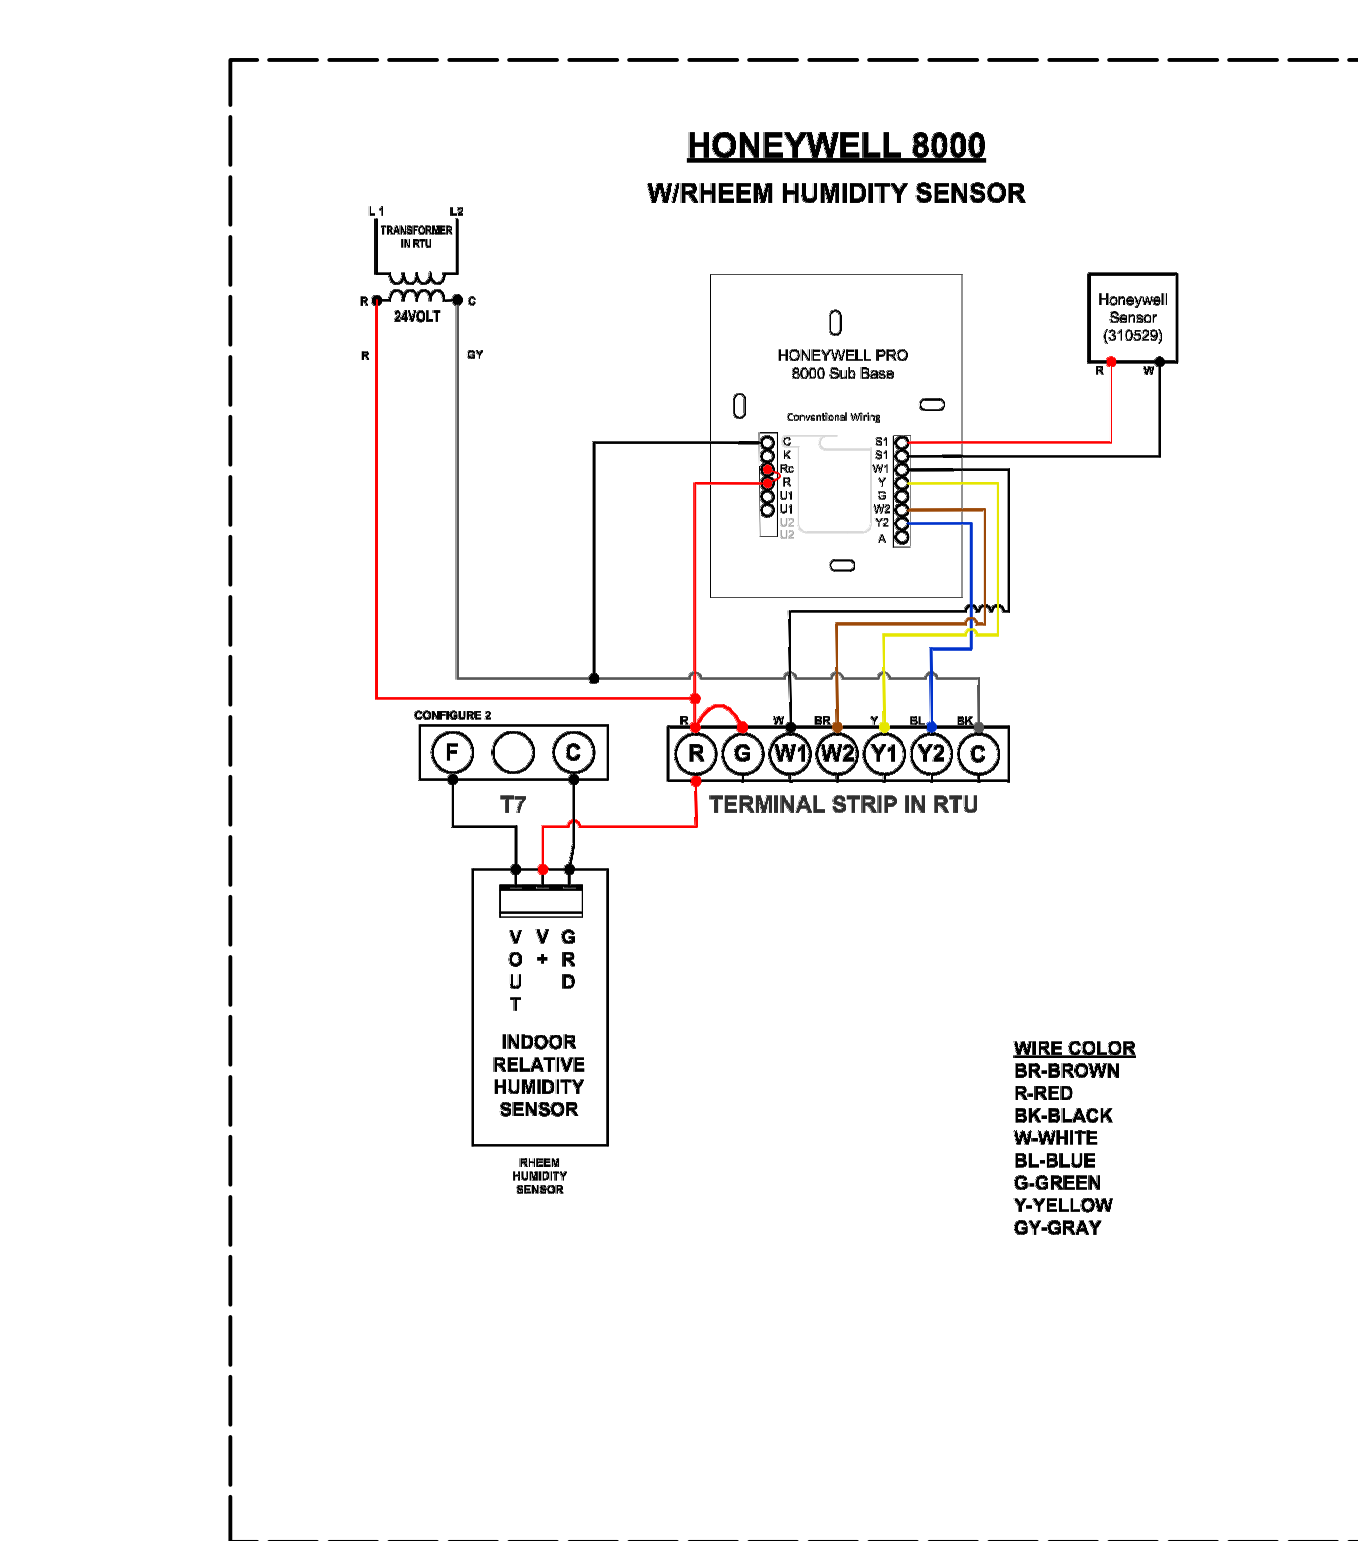 HONEYWELL 8000
W/RHEEM HUMIDITY SENSOR
L1
L2
TRANSFORMER
IN RTU
R
C
24VOLT
R
GY
HONEYWELL PRO
8000 Sub Base
Conventional Wiring
C
K
Rc
R
U1
U1
U2
U2
S1
S1
W1
Y
G
W2
Y2
A
Honeywell
Sensor
(310529)
R
W
CONFIGURE 2
F
C
T7
R
W
BR
Y
BL
BK
R
G
W1
W2
Y1
Y2
C
TERMINAL STRIP IN RTU
VOUT
V+
GRD
INDOOR
RELATIVE
HUMIDITY
SENSOR
RHEEM
HUMIDITY
SENSOR
WIRE COLOR
BR-BROWN
R-RED
BK-BLACK
W-WHITE
BL-BLUE
G-GREEN
Y-YELLOW
GY-GRAY